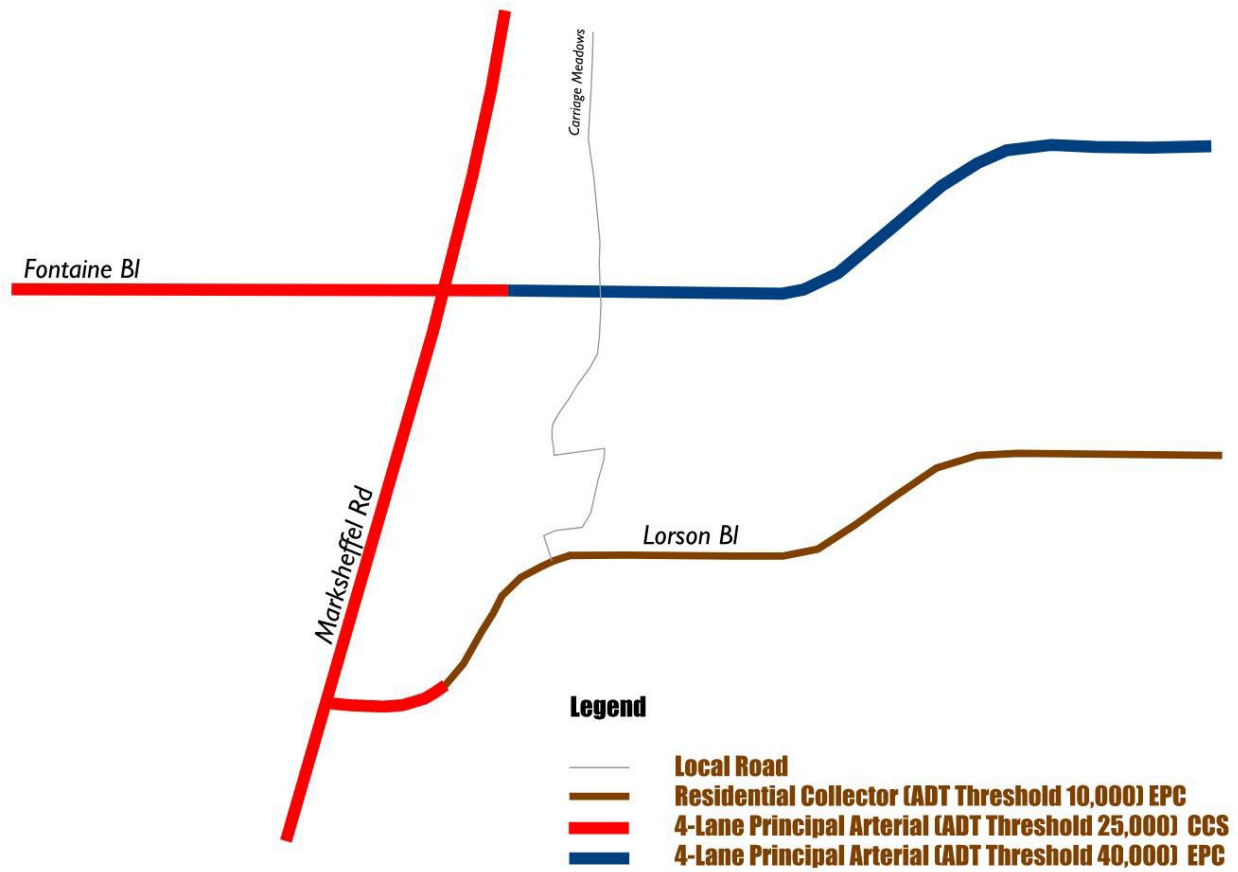 Carriage Meadows
Fontaine Bl
Marksheffel Rd
Lorson Bl
Legend
Local Road
Residential Collector (ADT Threshold 10,000) EPC
4-Lane Principal Arterial (ADT Threshold 25,000) CCS
4-Lane Principal Arterial (ADT Threshold 40,000) EPC